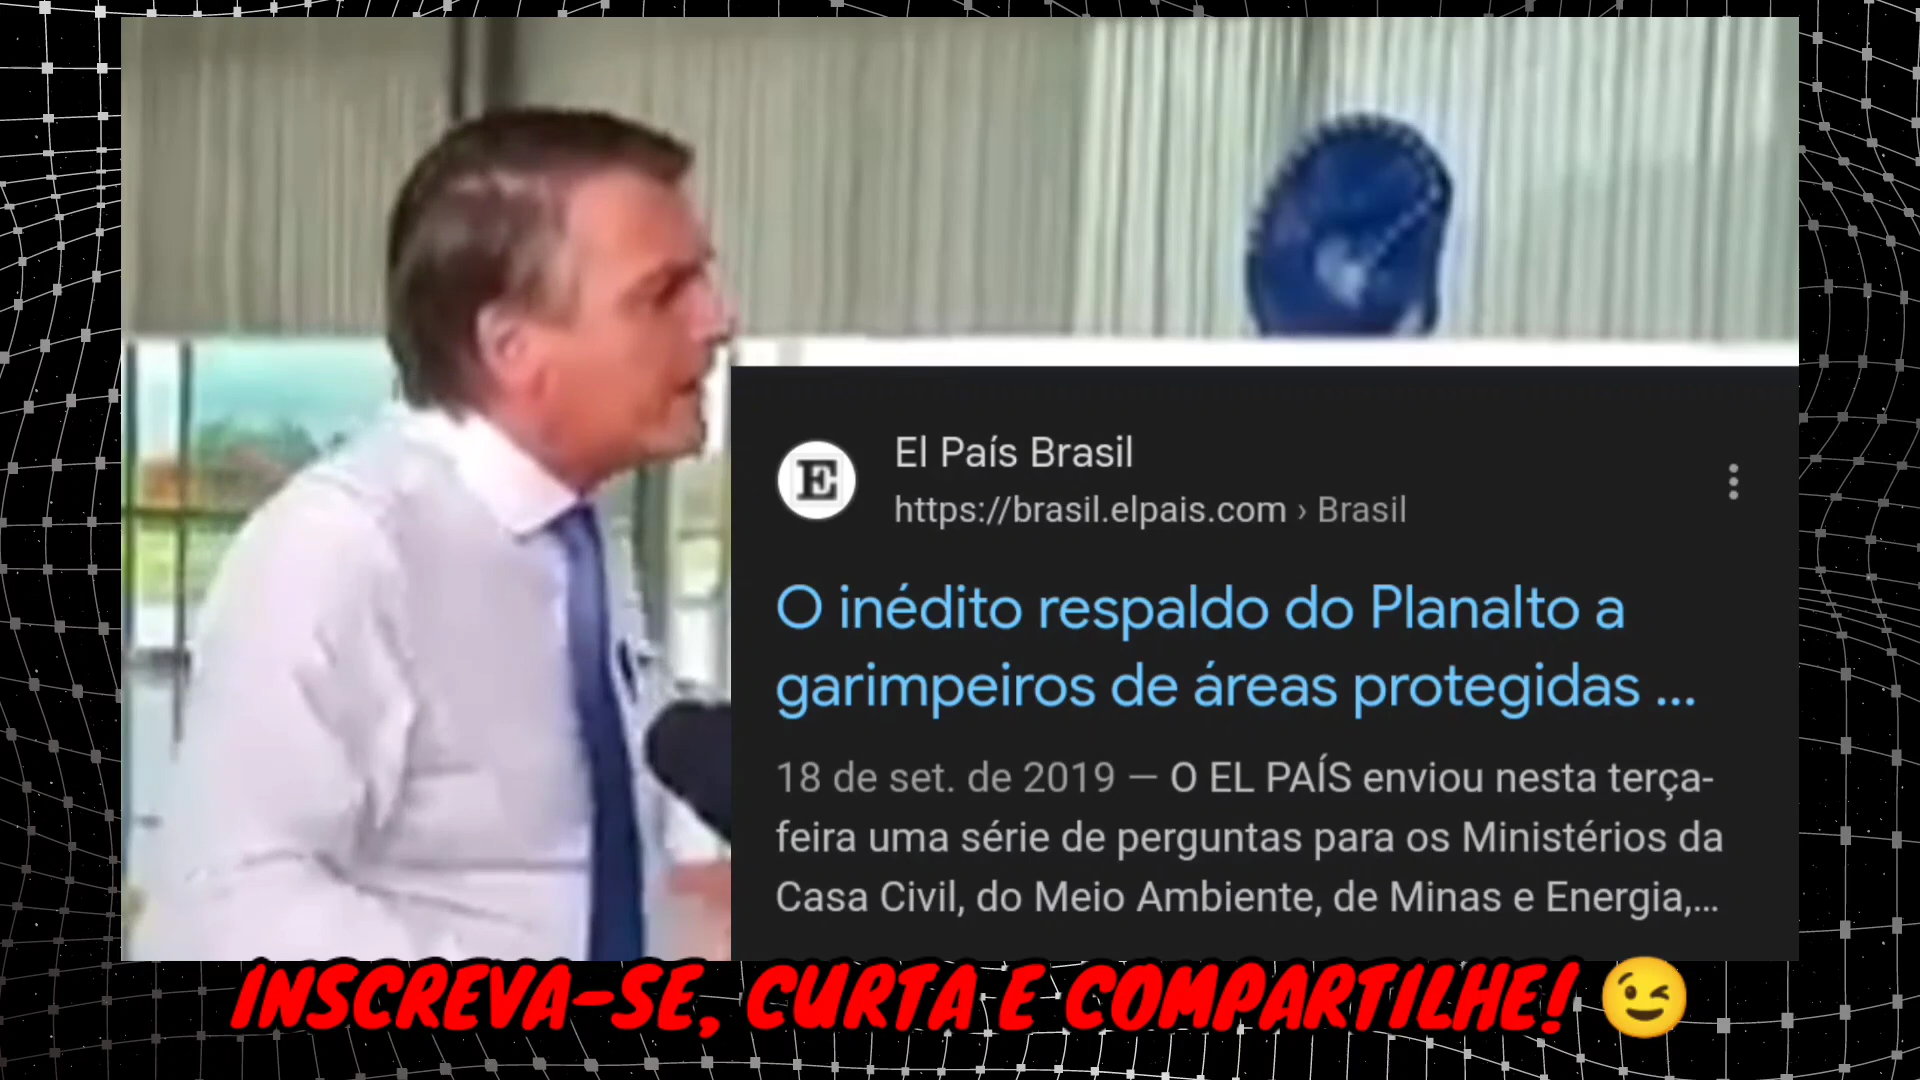 El País Brasil
https://brasil.elpais.com › Brasil
O inédito respaldo do Planalto a
garimpeiros de áreas protegidas ...
18 de set. de 2019 — O EL PAÍS enviou nesta terça-
feira uma série de perguntas para os Ministérios da
Casa Civil, do Meio Ambiente, de Minas e Energia,...
INSCREVA-SE, CURTA E COMPARTILHE! 😉